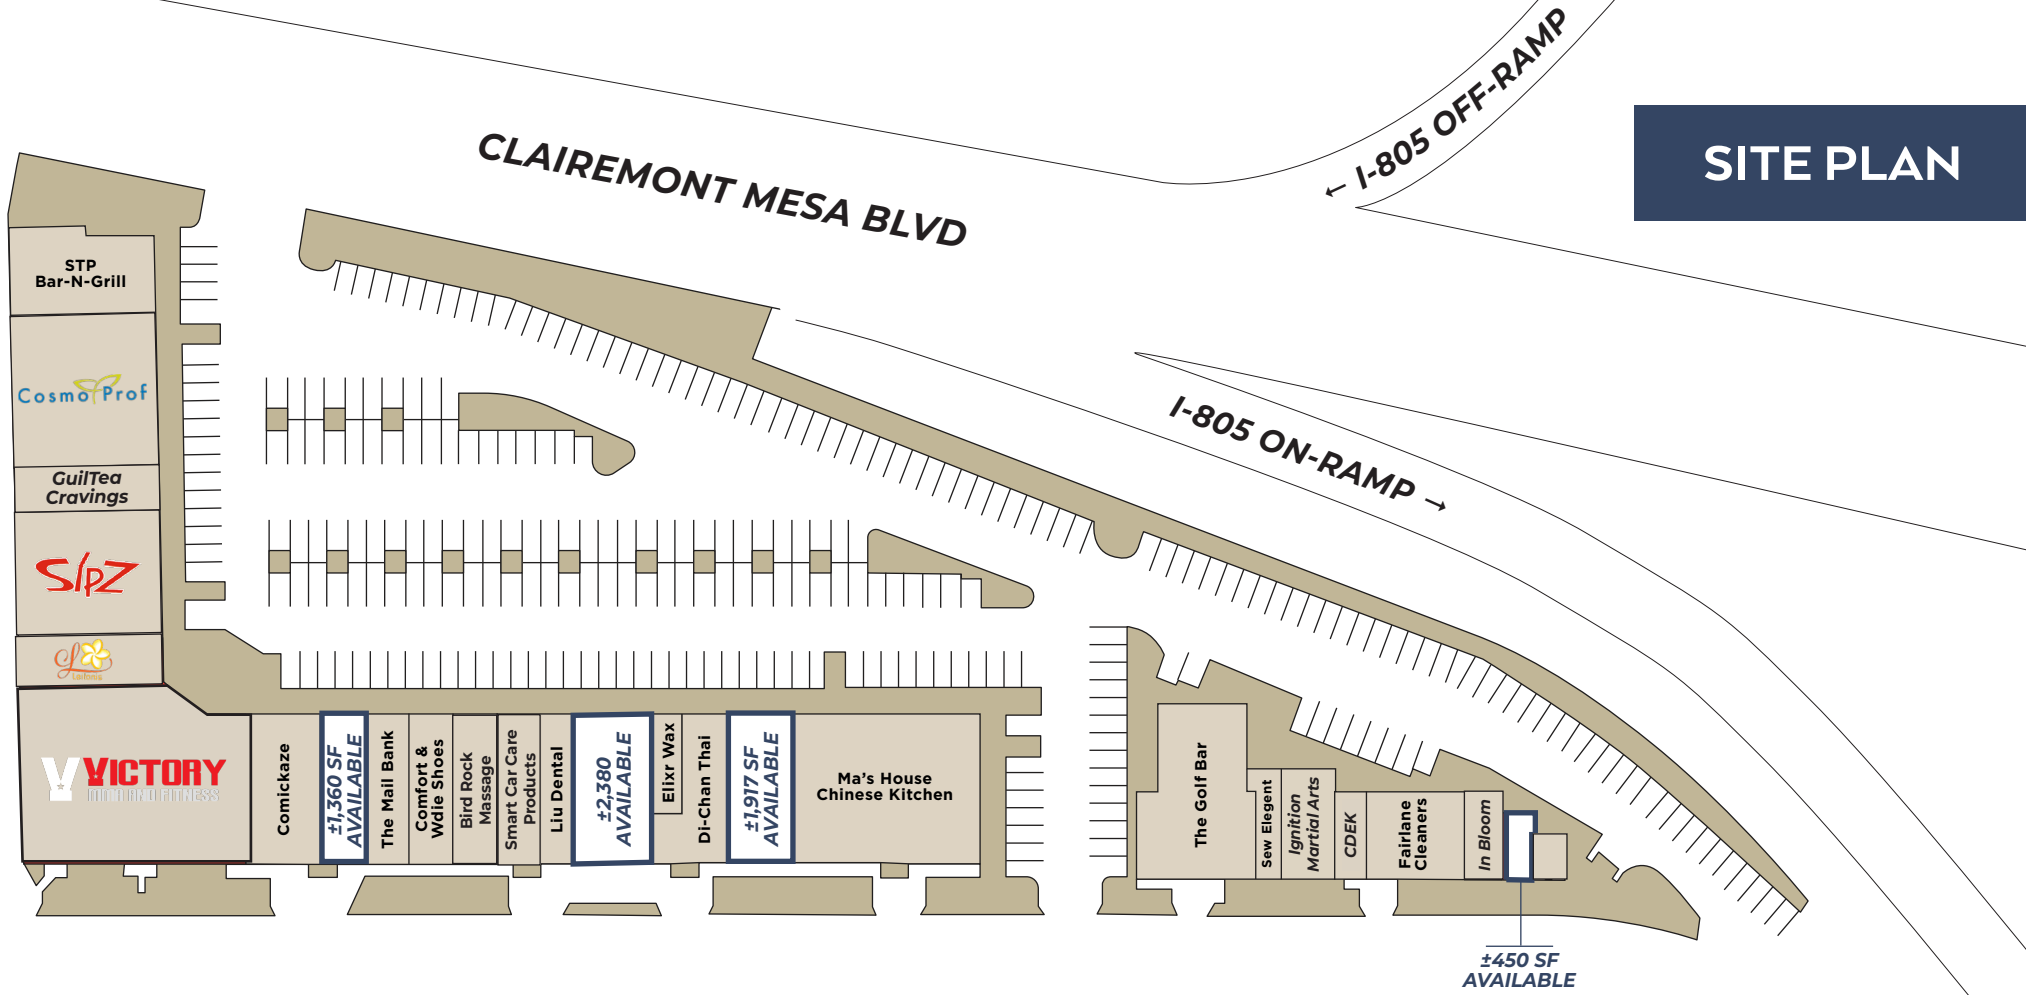 ← I-805 OFF-RAMP
SITE PLAN
CLAIREMONT MESA BLVD
I-805 ON-RAMP →
STP
Bar-N-Grill
CosmoProf
GuilTea
Cravings
SipZ
VICTORY
Comickaze
±1,360 SF
AVAILABLE
The Mail Bank
Comfort &
Wdie Shoes
Bird Rock
Massage
Smart Car Care
Products
Liu Dental
±2,380
AVAILABLE
Elixr Wax
Di-Chan Thai
±1,917 SF
AVAILABLE
Ma's House
Chinese Kitchen
The Golf Bar
Sew Elegent
Ignition
Martial Arts
CDEK
Fairlane
Cleaners
In Bloom
±450 SF
AVAILABLE